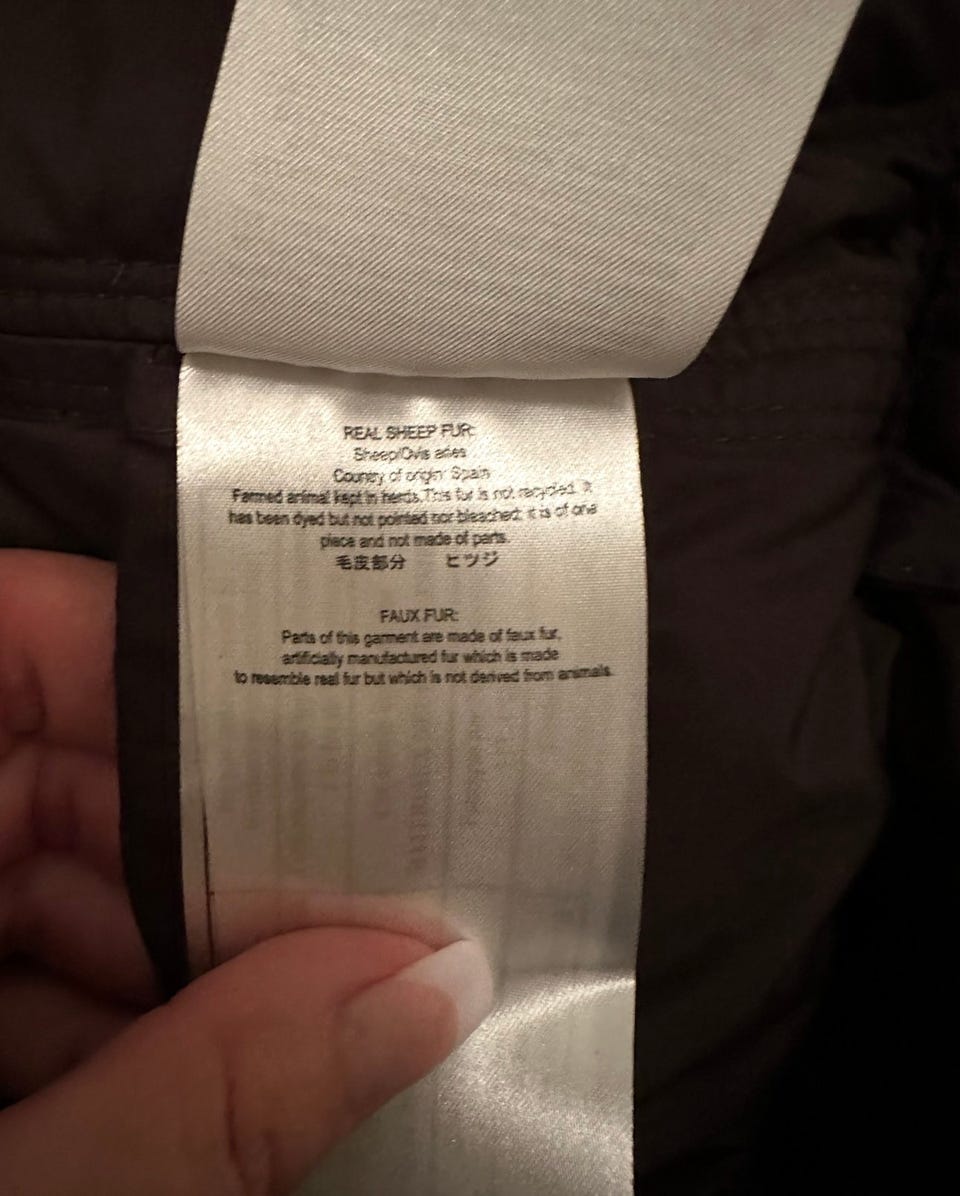 REAL SHEEP FUR:
Sheep/Ovis aries
Country of origin: Spain
Farmed animal kept in herds. This fur is not recycled. It
has been dyed but not pointed nor bleached; it is of one
piece and not made of parts.
毛皮部分 ヒツジ
FAUX FUR:
Parts of this garment are made of faux fur,
artificially manufactured fur which is made
to resemble real fur but which is not derived from animals.